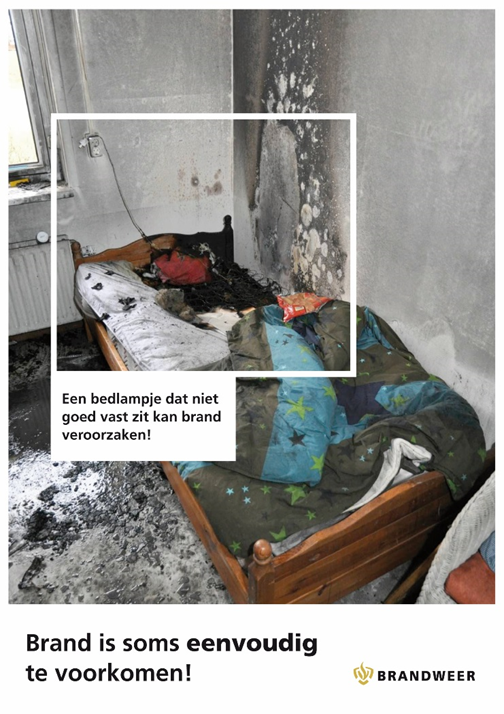 Een bedlampje dat niet
goed vast zit kan brand
veroorzaken!
Brand is soms eenvoudig
te voorkomen!
BRANDWEER